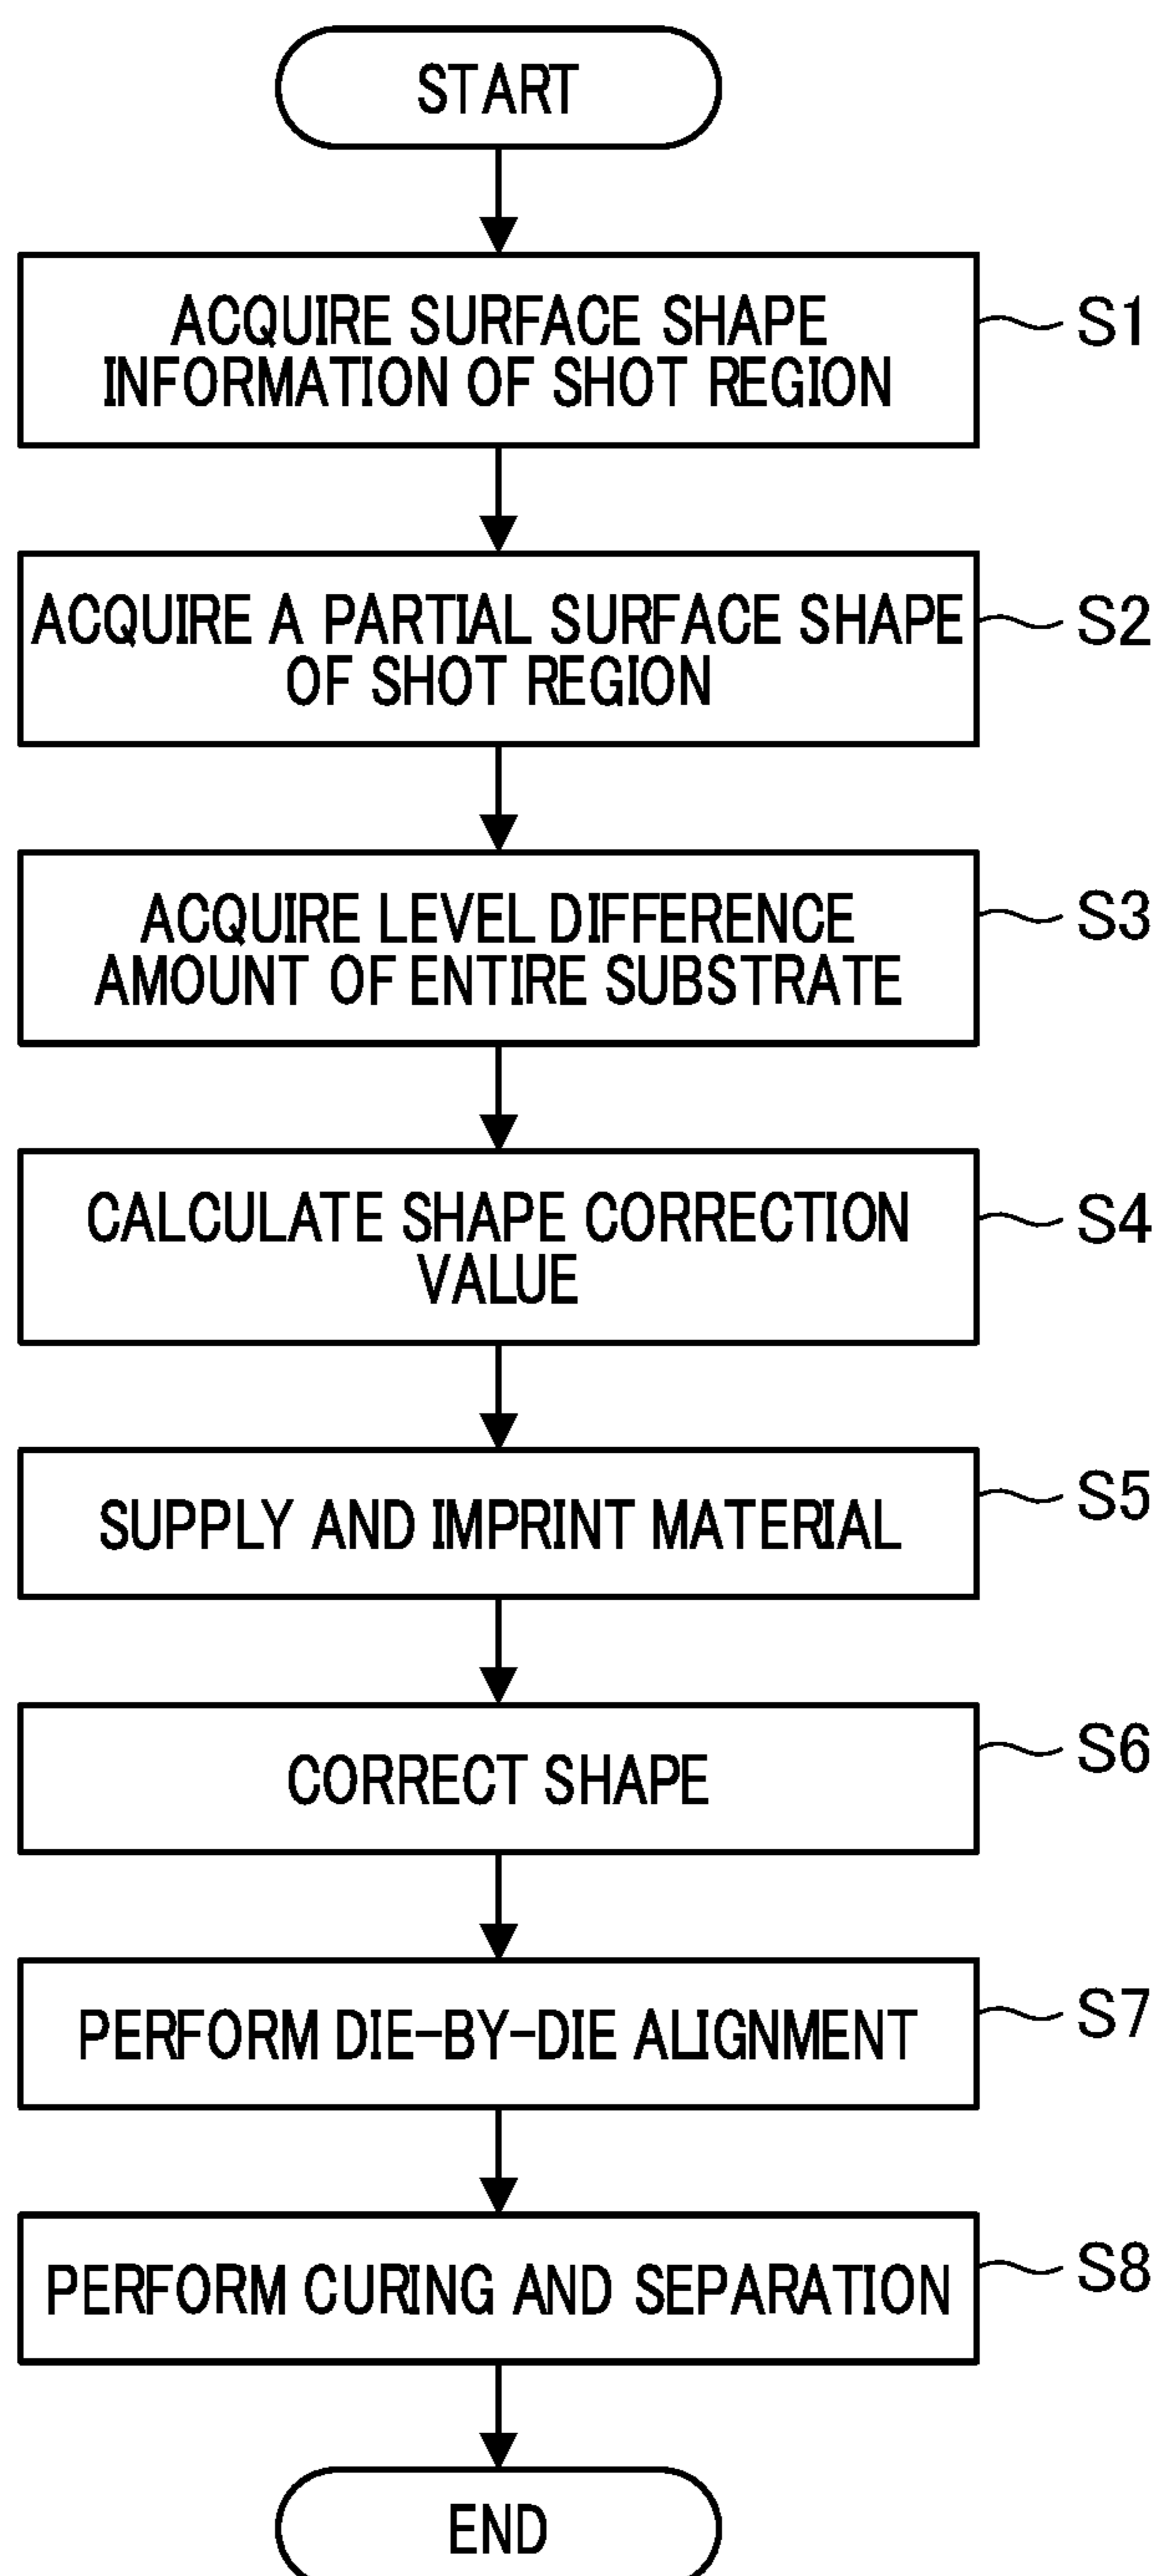 START
ACQUIRE SURFACE SHAPE
INFORMATION OF SHOT REGION
S1
ACQUIRE A PARTIAL SURFACE SHAPE
OF SHOT REGION
S2
ACQUIRE LEVEL DIFFERENCE
AMOUNT OF ENTIRE SUBSTRATE
S3
CALCULATE SHAPE CORRECTION
VALUE
S4
SUPPLY AND IMPRINT MATERIAL
S5
CORRECT SHAPE
S6
PERFORM DIE-BY-DIE ALIGNMENT
S7
PERFORM CURING AND SEPARATION
S8
END